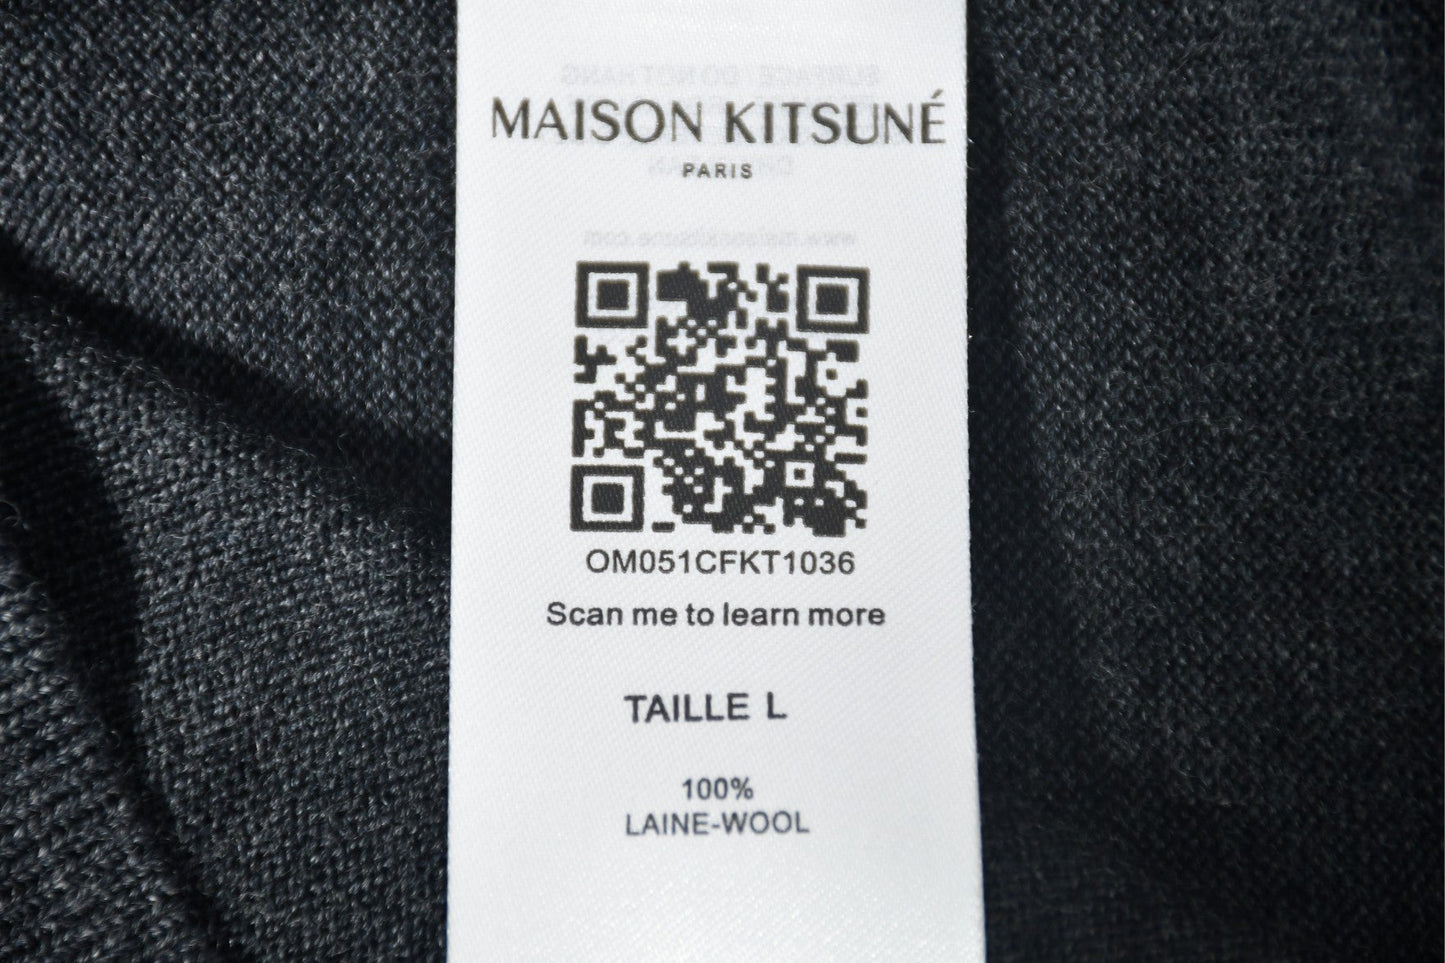 MAISON KITSUNÉ
PARIS
OM051CFKT1036
Scan me to learn more
TAILLE L
100%
LAINE-WOOL